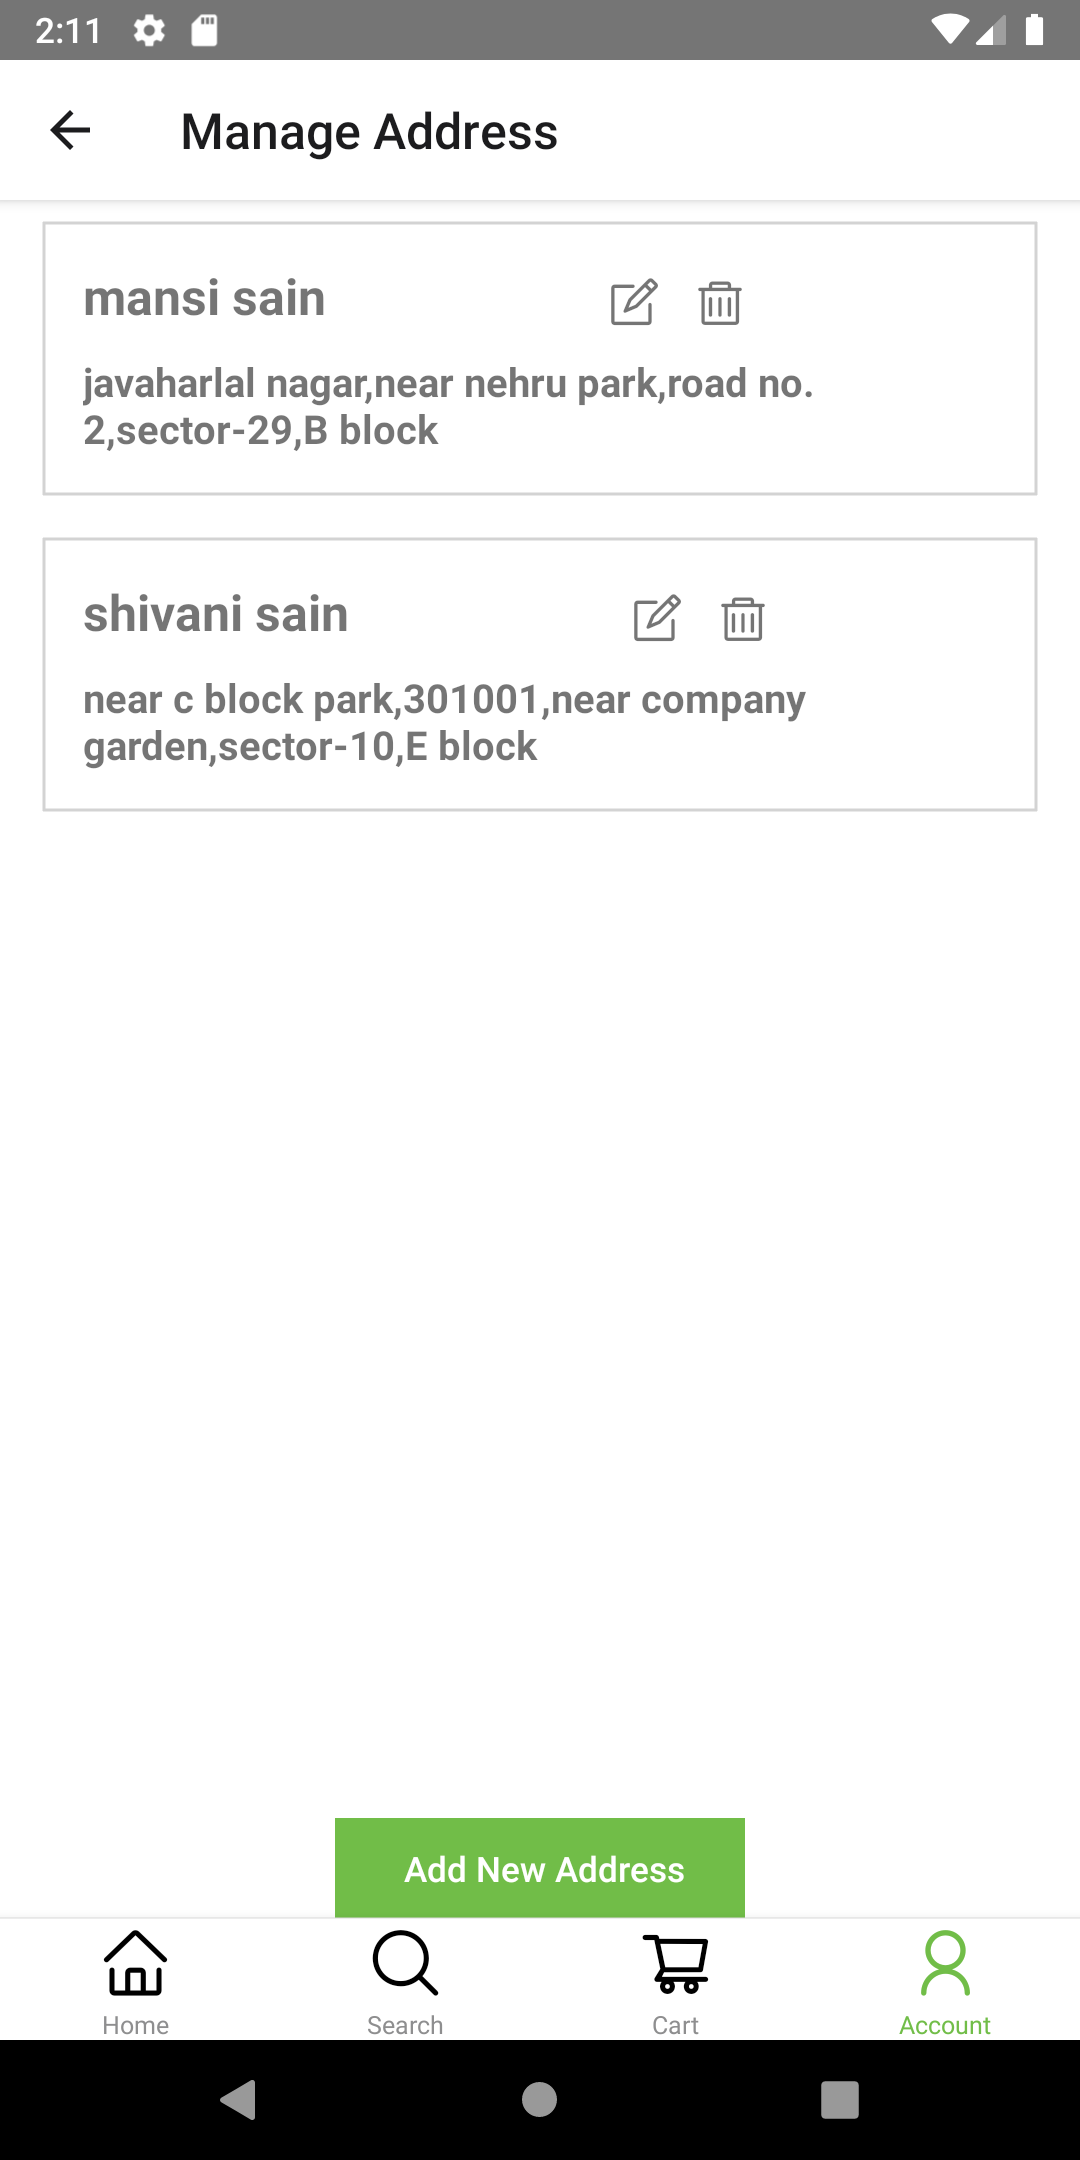 2:11
Manage Address
mansi sain
javaharlal nagar,near nehru park,road no.
2,sector-29,B block
shivani sain
near c block park,301001,near company
garden,sector-10,E block
Add New Address
Home
Search
Cart
Account